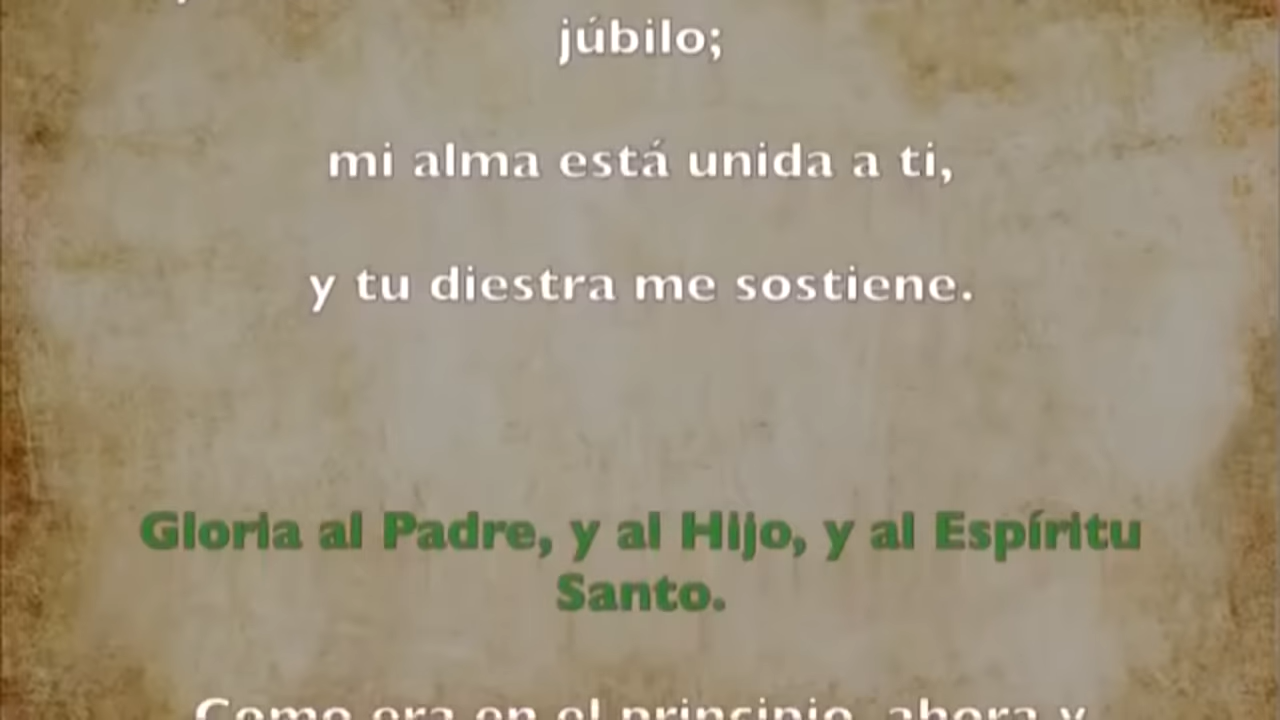 júbilo;
mi alma está unida a ti,
y tu diestra me sostiene.
Gloria al Padre, y al Hijo, y al Espíritu
Santo.
Como era en el principio, ahora y